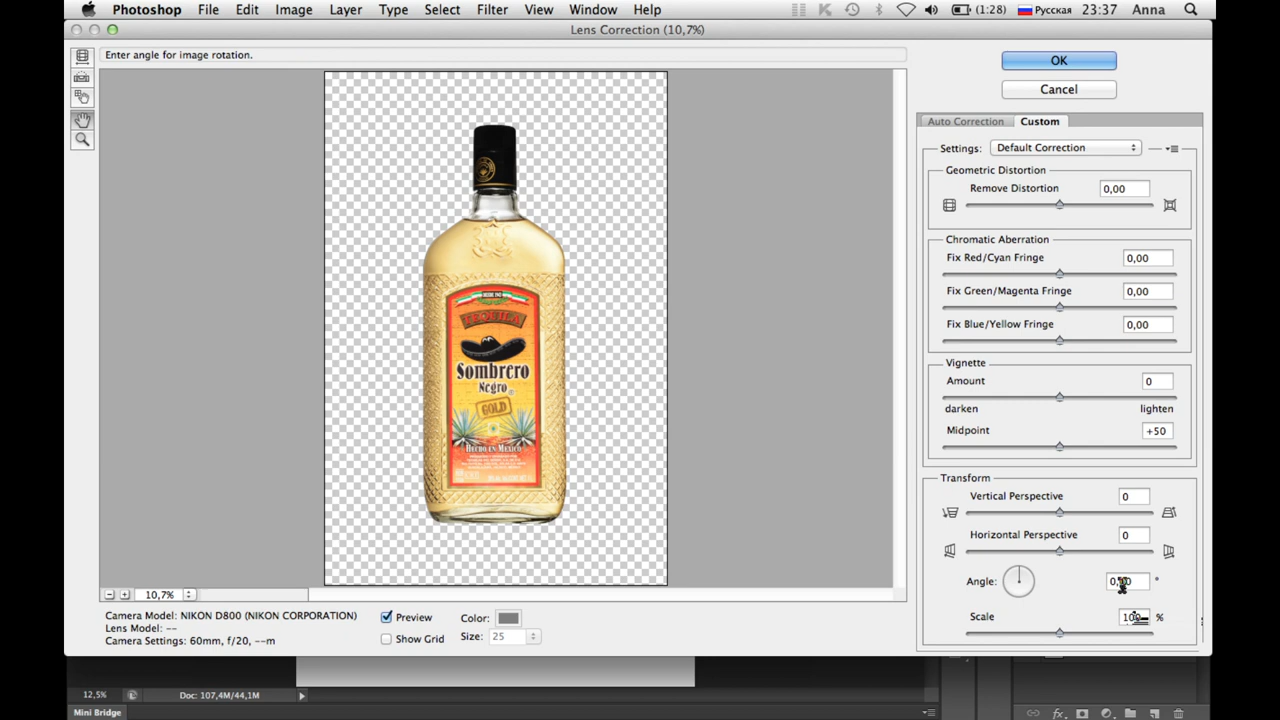 Photoshop File Edit Image Layer Type Select Filter View Window Help (1:28) Русская 23:37 Anna
Lens Correction (10,7%)
Enter angle for image rotation.
OK
Cancel
Auto Correction Custom
Settings: Default Correction
Geometric Distortion
Remove Distortion 0,00
Chromatic Aberration
Fix Red/Cyan Fringe 0,00
Fix Green/Magenta Fringe 0,00
Fix Blue/Yellow Fringe 0,00
Vignette
Amount 0
darken lighten
Midpoint +50
Transform
Vertical Perspective 0
Horizontal Perspective 0
Angle: °
Scale %
TEQUILA
Sombrero
Negro
GOLD
HECHO EN MEXICO
10,7%
Camera Model: NIKON D800 (NIKON CORPORATION)
Lens Model: --
Camera Settings: 60mm, f/20, --m
Preview
Show Grid
Color:
Size: 25
12,5% Doc: 107,4M/44,1M
Mini Bridge